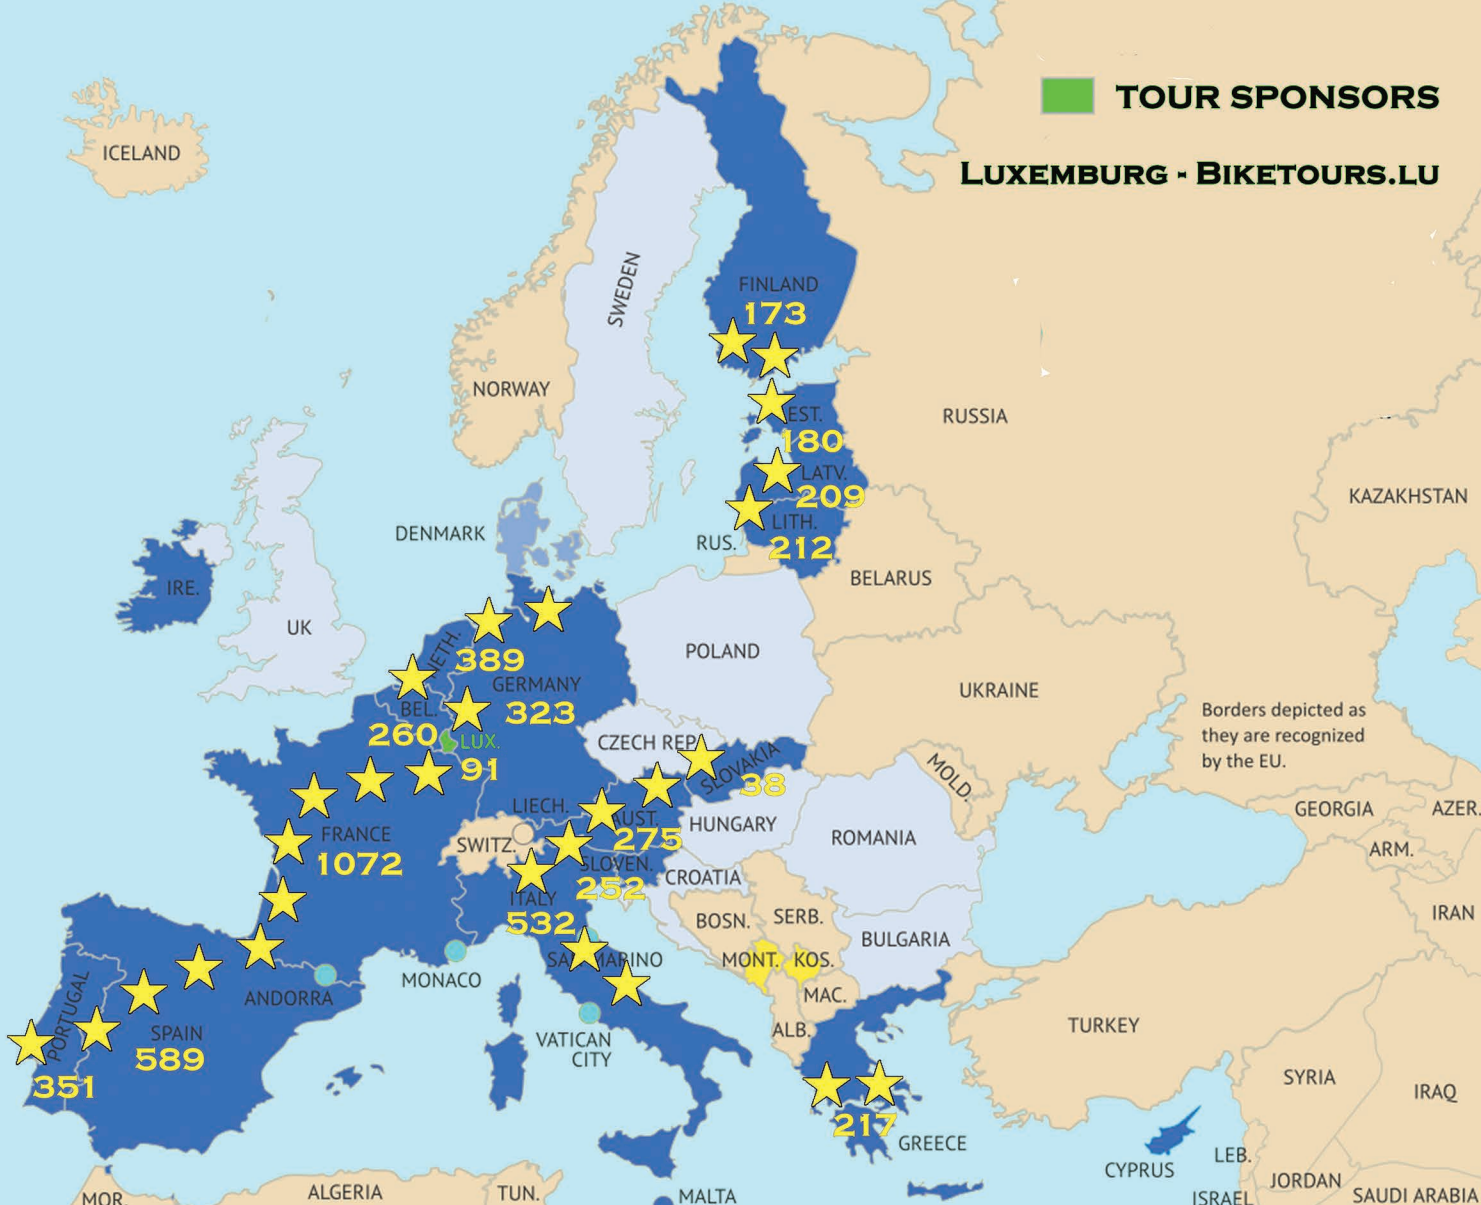 TOUR SPONSORS
LUXEMBURG - BIKETOURS.LU
ICELAND
SWEDEN
FINLAND
173
NORWAY
RUSSIA
EST.
180
LATV.
209
KAZAKHSTAN
DENMARK
LITH.
RUS.
212
BELARUS
IRE.
UK
NETH.
389
POLAND
GERMANY
UKRAINE
BEL.
323
260
LUX.
91
CZECH REP.
SLOVAKIA
38
Borders depicted as
they are recognized
by the EU.
MOLD.
LIECH.
GEORGIA
AZER.
FRANCE
1072
SWITZ.
AUST.
275
HUNGARY
ROMANIA
ARM.
SLOVEN.
252
CROATIA
ITALY
532
BOSN.
SERB.
IRAN
BULGARIA
SAN MARINO
MONT.
KOS.
MONACO
ANDORRA
MAC.
PORTUGAL
SPAIN
589
351
ALB.
TURKEY
VATICAN
CITY
SYRIA
IRAQ
217
GREECE
CYPRUS
LEB.
JORDAN
MOR.
ALGERIA
TUN.
MALTA
ISRAEL
SAUDI ARABIA